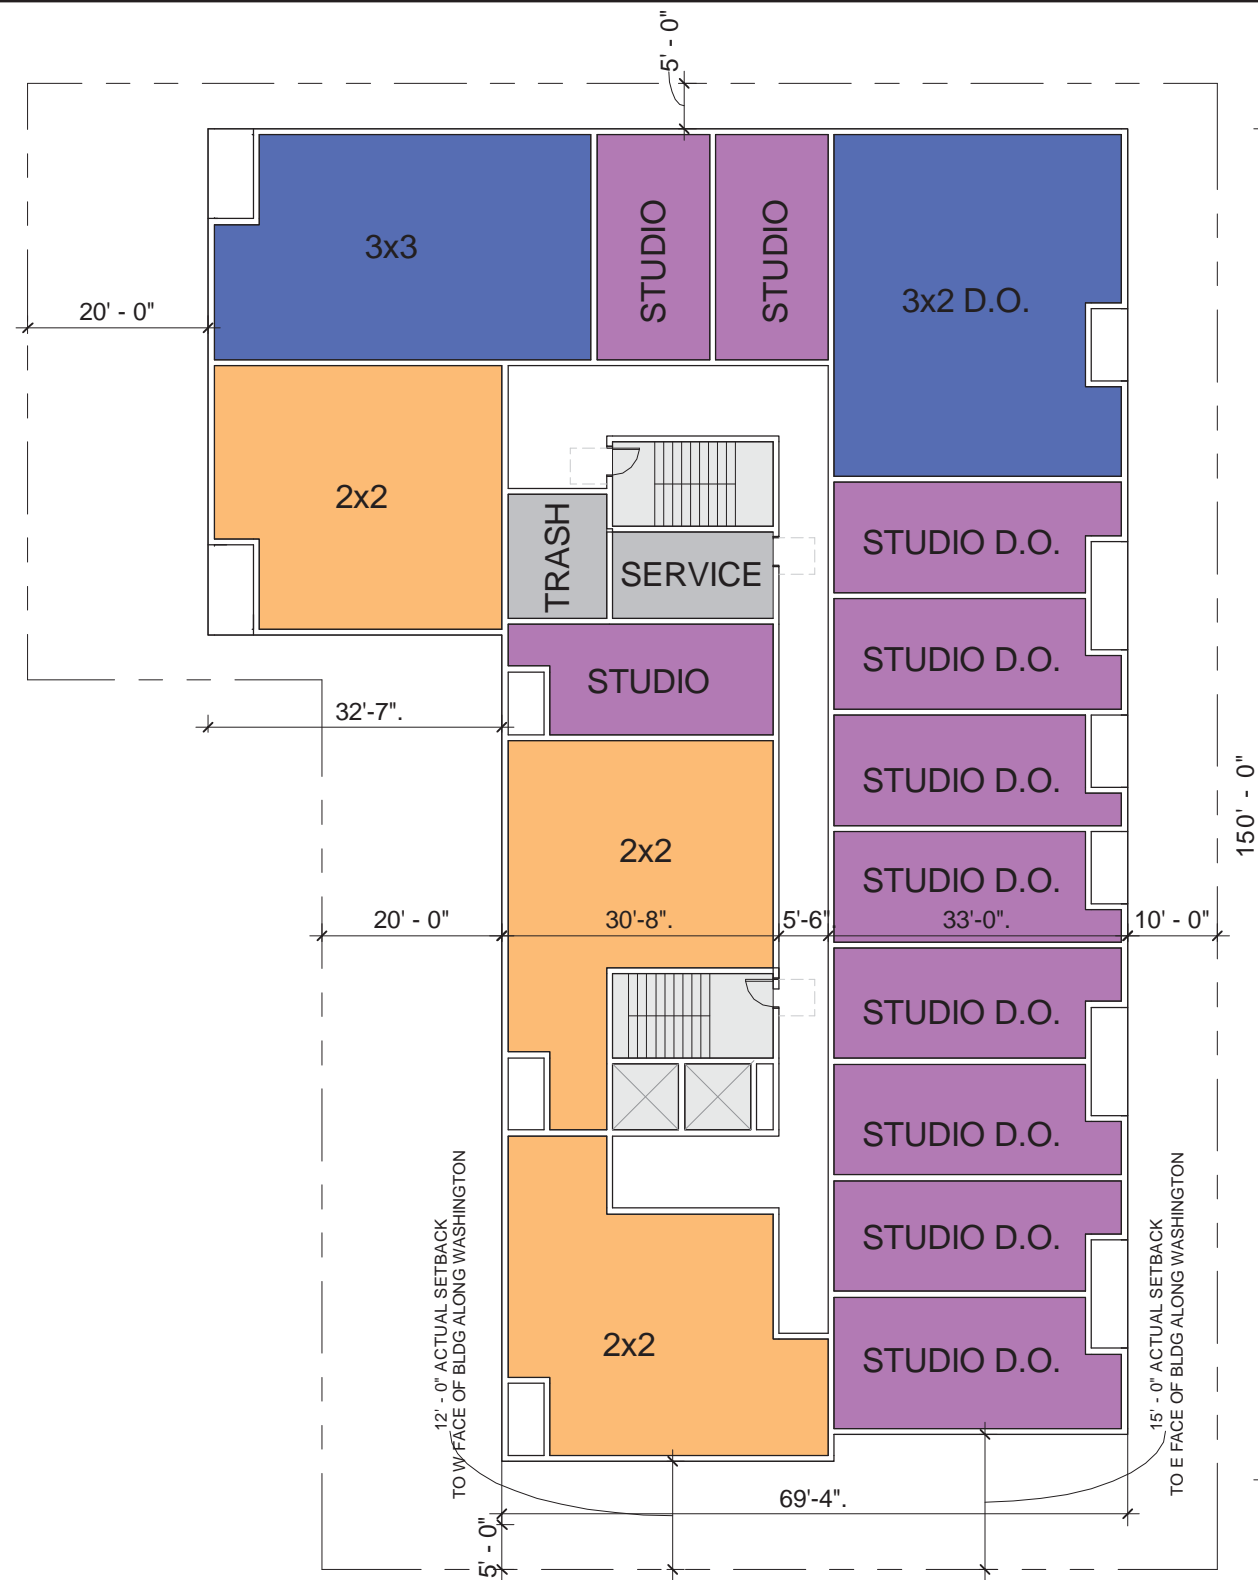 5' - 0"
3x3
STUDIO
STUDIO
3x2 D.O.
20' - 0"
2x2
TRASH
SERVICE
STUDIO D.O.
STUDIO D.O.
STUDIO
32'-7".
STUDIO D.O.
150' - 0"
2x2
STUDIO D.O.
20' - 0"
30'-8".
5'-6".
33'-0".
10' - 0"
STUDIO D.O.
STUDIO D.O.
STUDIO D.O.
12' - 0" ACTUAL SETBACK
TO W FACE OF BLDG ALONG WASHINGTON
15' - 0" ACTUAL SETBACK
TO E FACE OF BLDG ALONG WASHINGTON
2x2
STUDIO D.O.
69'-4".
5' - 0"